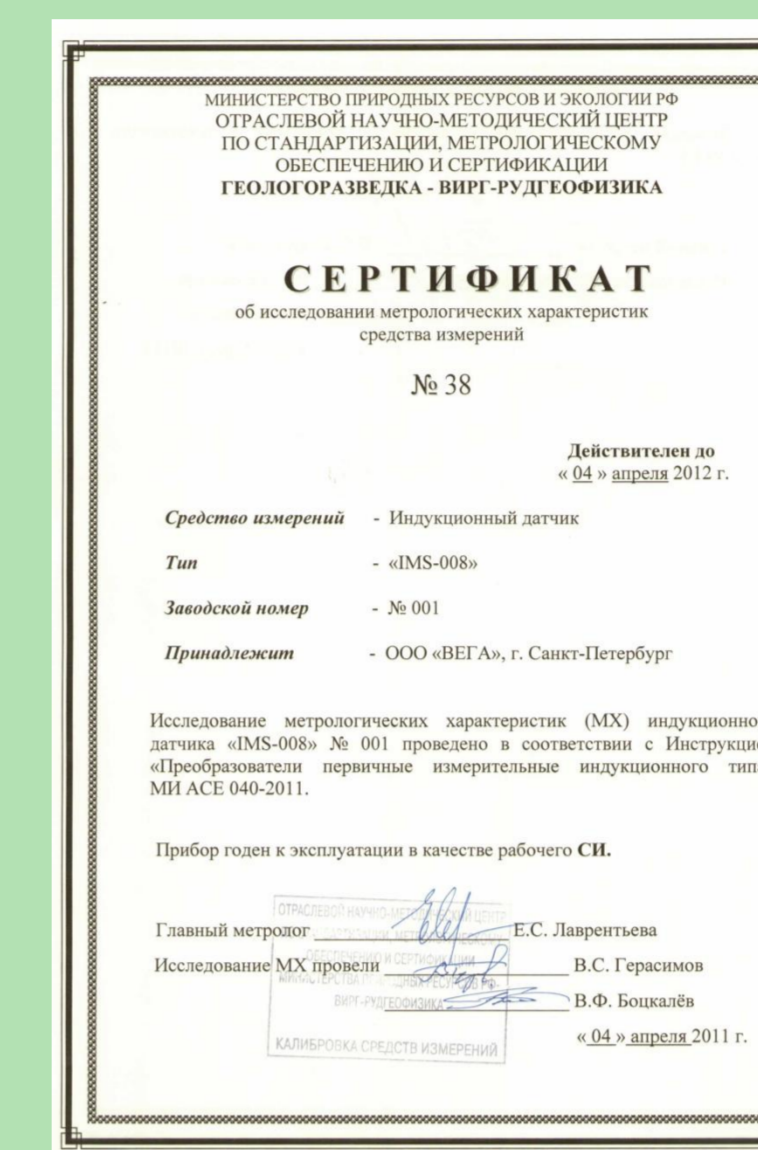 МИНИСТЕРСТВО ПРИРОДНЫХ РЕСУРСОВ И ЭКОЛОГИИ РФ
ОТРАСЛЕВОЙ НАУЧНО-МЕТОДИЧЕСКИЙ ЦЕНТР
ПО СТАНДАРТИЗАЦИИ, МЕТРОЛОГИЧЕСКОМУ
ОБЕСПЕЧЕНИЮ И СЕРТИФИКАЦИИ
ГЕОЛОГОРАЗВЕДКА - ВИРГ-РУДГЕОФИЗИКА
СЕРТИФИКАТ
об исследовании метрологических характеристик
средства измерений
№ 38
Действителен до
« 04 » апреля 2012 г.
Средство измерений - Индукционный датчик
Тип - «IMS-008»
Заводской номер - № 001
Принадлежит - ООО «ВЕГА», г. Санкт-Петербург
Исследование метрологических характеристик (МХ) индукционно
датчика «IMS-008» № 001 проведено в соответствии с Инструкци
«Преобразователи первичные измерительные индукционного тип
МИ АСЕ 040-2011.
Прибор годен к эксплуатации в качестве рабочего СИ.
ОТРАСЛЕВОЙ НАУЧНО-МЕТОДИЧЕСКИЙ ЦЕНТР
Главный метролог Е.С. Лаврентьева
ОБЕСПЕЧЕНИЮ И СЕРТИФИКАЦИИ
Исследование МХ провели В.С. Герасимов
ВИРГ-РУДГЕОФИЗИКА
В.Ф. Боцкалёв
« 04 » апреля 2011 г.
КАЛИБРОВКА СРЕДСТВ ИЗМЕРЕНИЙ